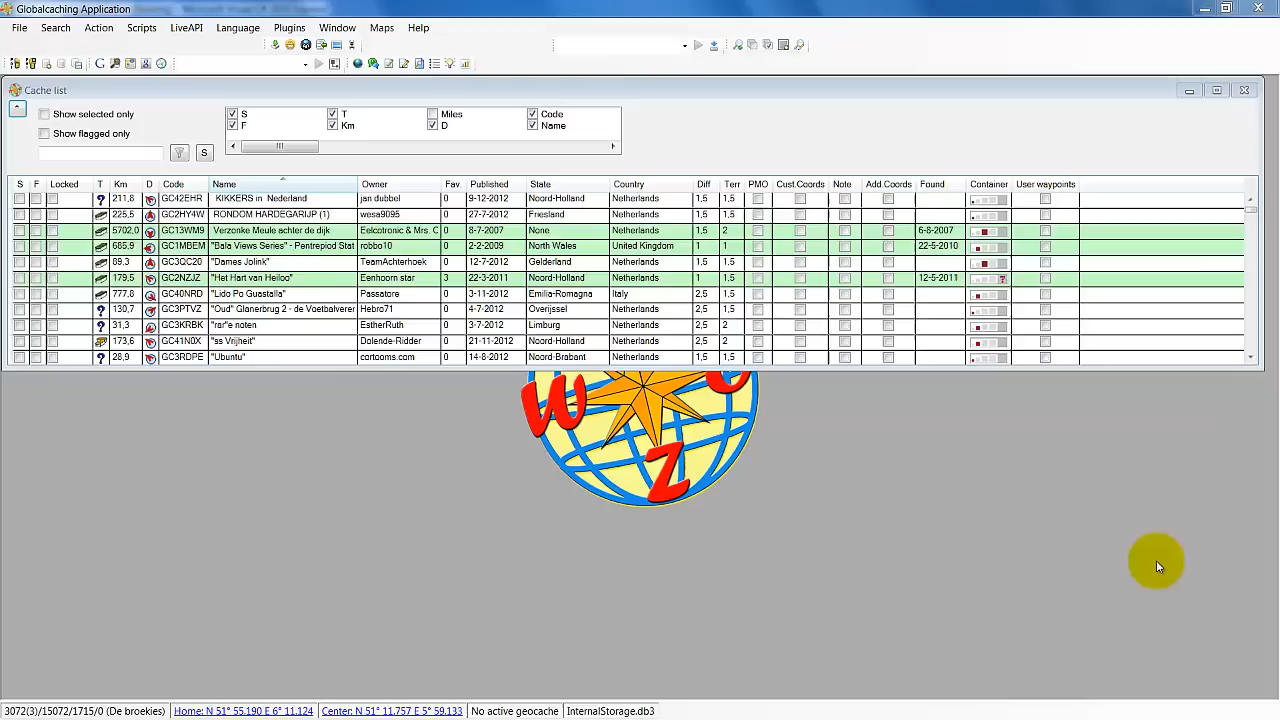 Globalcaching Application
File Search Action Scripts LiveAPI Language Plugins Window Maps Help
Cache list
Show selected only
Show flagged only
S T Miles Code
F Km D Name
S
S F Locked T Km D Code Name Owner Fav. Published State Country Diff Terr PMO Cust.Coords Note Add.Coords Found Container User waypoints
? 211,8 GC42EHR KIKKERS in Nederland jan dubbel 0 9-12-2012 Noord-Holland Netherlands 1,5 1,5
225,5 GC2HY4W RONDOM HARDEGARIJP (1) wesa9095 0 27-7-2012 Friesland Netherlands 1,5 1,5
5702,0 GC13WM9 Verzonke Meule achter de dijk Eelcotronic & Mrs. C 0 8-7-2007 None Netherlands 1,5 2 6-8-2007
685,9 GC1MBEM "Bala Views Series" - Pentrepiod Stat robbo10 0 2-2-2009 North Wales United Kingdom 1 1 22-5-2010
89,3 GC3QC20 "Dames Jolink" TeamAchterhoek 0 12-7-2012 Gelderland Netherlands 1 1,5
179,5 GC2NZJZ "Het Hart van Heiloo" Eenhoorn star 3 22-3-2011 Noord-Holland Netherlands 1 1,5 12-5-2011 ?
777,8 GC40NRD "Lido Po Guastalla" Passatore 0 3-11-2012 Emilia-Romagna Italy 2,5 1,5
? 130,7 GC3PTVZ "Oud" Glanerbrug 2 - de Voetbalverer Hebro71 0 4-7-2012 Overijssel Netherlands 2,5 1,5
? 31,3 GC3KRBK "rar"e noten EstherRuth 0 3-7-2012 Limburg Netherlands 2,5 2
173,6 GC41N0X "ss Vrijheit" Dolende-Ridder 0 21-11-2012 Noord-Holland Netherlands 2,5 2
? 28,9 GC3RDPE "Ubuntu" cortooms.com 0 14-8-2012 Noord-Brabant Netherlands 1,5 1,5
W O
Z
3072(3)/15072/1715/0 (De broekies) Home: N 51° 55.190 E 6° 11.124 Center: N 51° 11.757 E 5° 59.133 No active geocache InternalStorage.db3